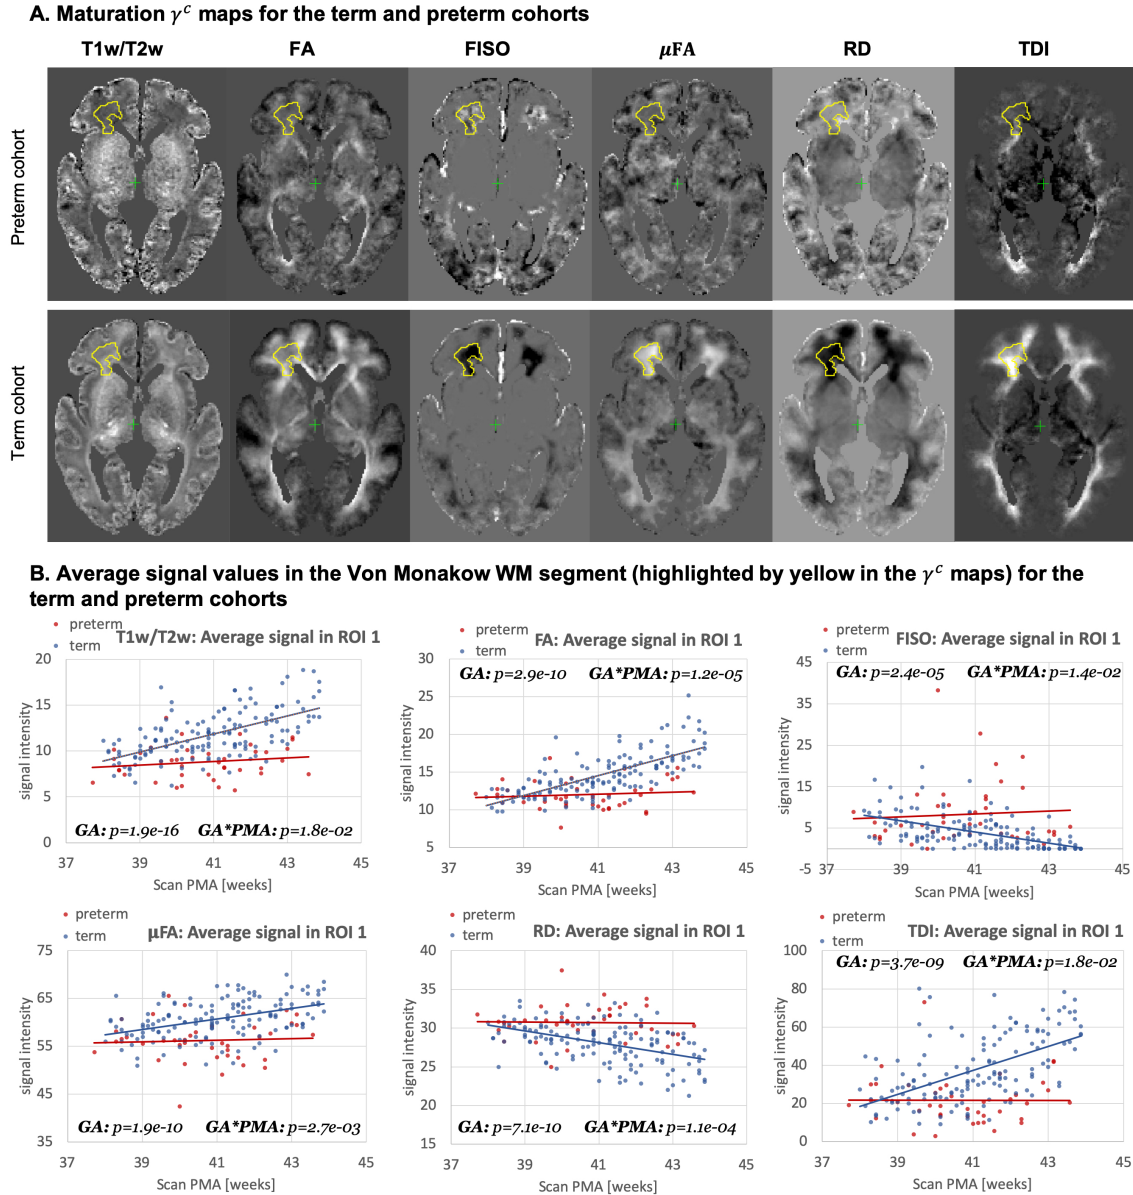 A. Maturation γᶜ maps for the term and preterm cohorts
T1w/T2w FA FISO μFA RD TDI
Preterm cohort
Term cohort
B. Average signal values in the Von Monakow WM segment (highlighted by yellow in the γᶜ maps) for the
term and preterm cohorts
preterm
term
T1w/T2w: Average signal in ROI 1
signal intensity
20
15
10
5
0
GA: p=1.9e-16 GA*PMA: p=1.8e-02
37 39 41 43 45
Scan PMA [weeks]
preterm
term
FA: Average signal in ROI 1
GA: p=2.9e-10 GA*PMA: p=1.2e-05
signal intensity
30
25
20
15
10
5
37 39 41 43 45
Scan PMA [weeks]
preterm
term
FISO: Average signal in ROI 1
GA: p=2.4e-05 GA*PMA: p=1.4e-02
signal intensity
45
35
25
15
5
-5
37 39 41 43 45
Scan PMA [weeks]
preterm
term
μFA: Average signal in ROI 1
signal intensity
75
65
55
45
35
GA: p=1.9e-10 GA*PMA: p=2.7e-03
37 39 41 43 45
Scan PMA [weeks]
preterm
term
RD: Average signal in ROI 1
signal intensity
40
35
30
25
20
15
GA: p=7.1e-10 GA*PMA: p=1.1e-04
37 39 41 43 45
Scan PMA [weeks]
preterm
term
TDI: Average signal in ROI 1
GA: p=3.7e-09 GA*PMA: p=1.8e-02
signal intensity
100
80
60
40
20
0
37 39 41 43 45
Scan PMA [weeks]